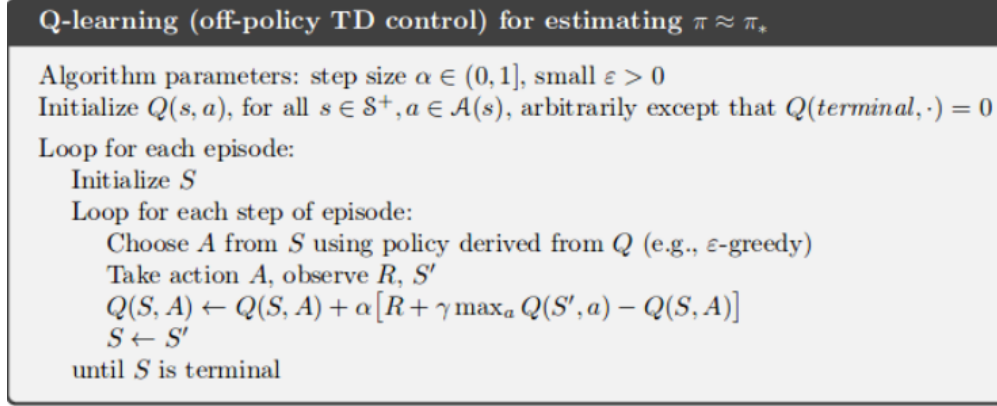 Q-learning (off-policy TD control) for estimating π ≈ π*
Algorithm parameters: step size α ∈ (0, 1], small ε > 0
Initialize Q(s, a), for all s ∈ S⁺, a ∈ A(s), arbitrarily except that Q(terminal, ·) = 0
Loop for each episode:
Initialize S
Loop for each step of episode:
Choose A from S using policy derived from Q (e.g., ε-greedy)
Take action A, observe R, S′
Q(S, A) ← Q(S, A) + α[R + γ maxₐ Q(S′, a) − Q(S, A)]
S ← S′
until S is terminal